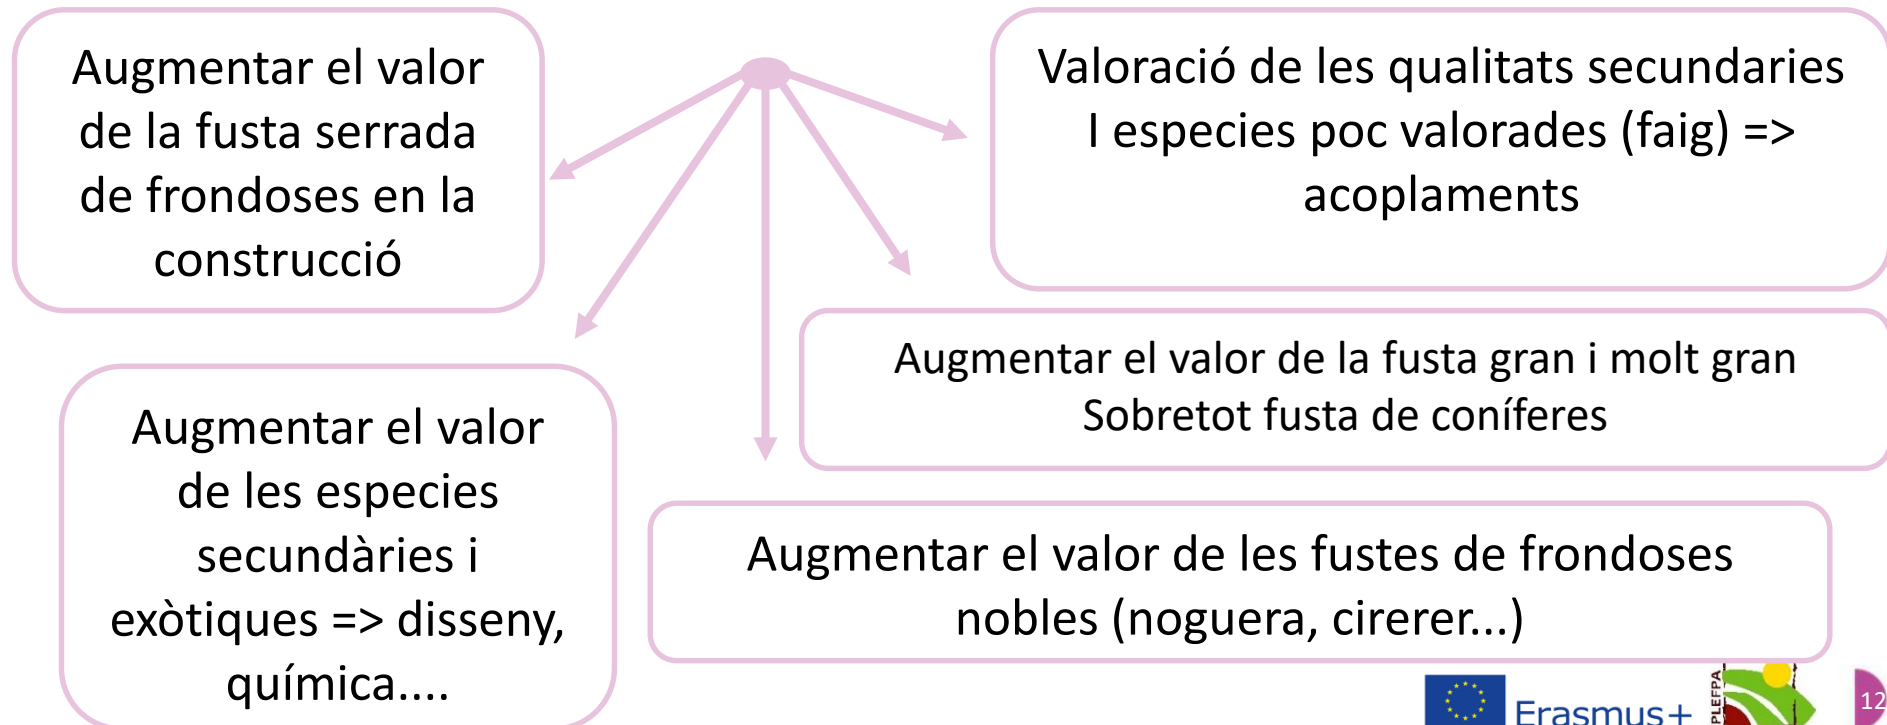 Augmentar el valor
de la fusta serrada
de frondoses en la
construcció
Valoració de les qualitats secundaries
I especies poc valorades (faig) =>
acoplaments
Augmentar el valor de la fusta gran i molt gran
Sobretot fusta de coníferes
Augmentar el valor
de les especies
secundàries i
exòtiques => disseny,
química....
Augmentar el valor de les fustes de frondoses
nobles (noguera, cirerer...)
Erasmus+
PLEFPA
12